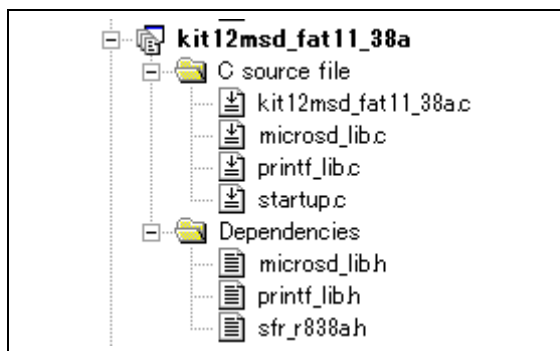 kit12msd_fat11_38a
C source file
kit12msd_fat11_38a.c
microsd_lib.c
printf_lib.c
startup.c
Dependencies
microsd_lib.h
printf_lib.h
sfr_r838a.h